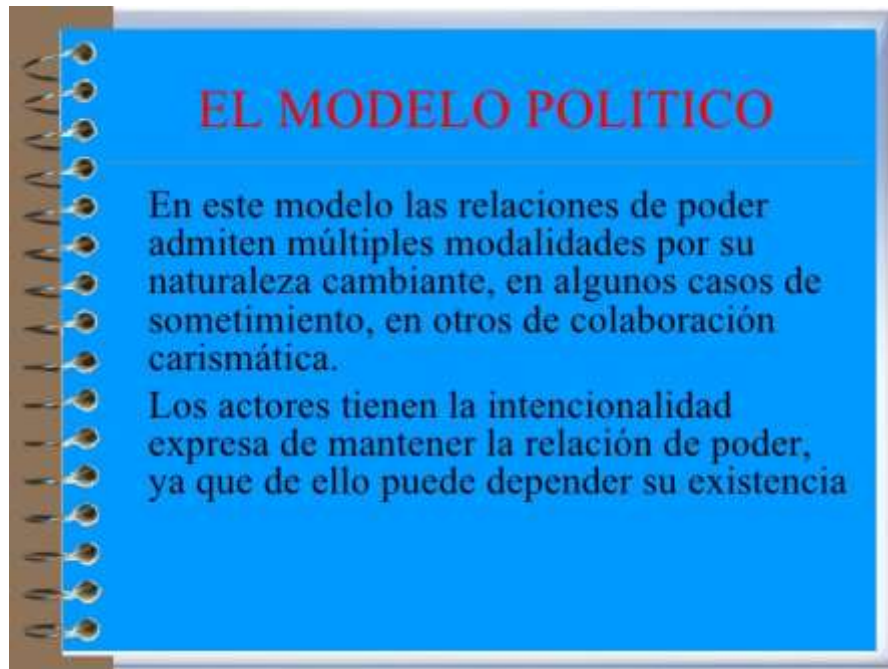 EL MODELO POLITICO
En este modelo las relaciones de poder
admiten múltiples modalidades por su
naturaleza cambiante, en algunos casos de
sometimiento, en otros de colaboración
carismática.
Los actores tienen la intencionalidad
expresa de mantener la relación de poder,
ya que de ello puede depender su existencia